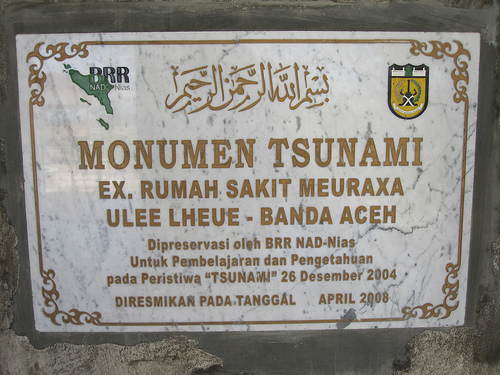 BRR
NAD Nias
بسم الله الرحمن الرحيم
MONUMEN TSUNAMI
EX. RUMAH SAKIT MEURAXA
ULEE LHEUE - BANDA ACEH
Dipreservasi oleh BRR NAD-Nias
Untuk Pembelajaran dan Pengetahuan
pada Peristiwa "TSUNAMI" 26 Desember 2004
DIRESMIKAN PADA TANGGAL APRIL 2008